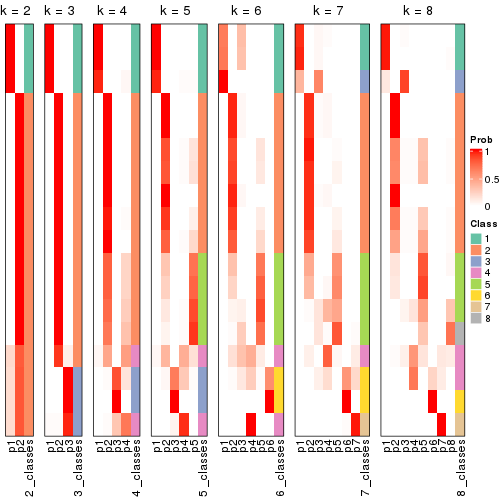 k = 2 k = 3 k = 4 k = 5 k = 6 k = 7 k = 8
Prob
1
0.5
0
Class
1
2
3
4
5
6
7
8
p1 p2 2_classes
p1 p2 p3 3_classes
p1 p2 p3 p4 4_classes
p1 p2 p3 p4 p5 5_classes
p1 p2 p3 p4 p5 p6 6_classes
p1 p2 p3 p4 p5 p6 p7 7_classes
p1 p2 p3 p4 p5 p6 p7 p8 8_classes